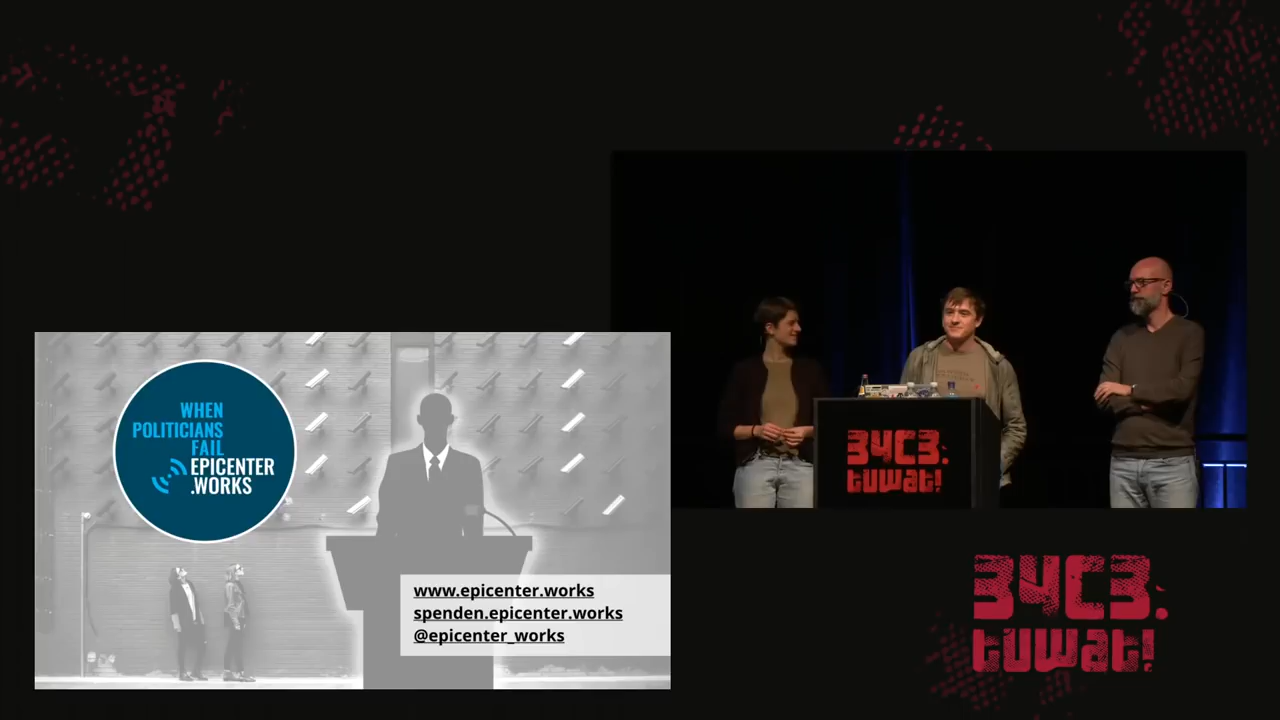 WHEN
POLITICIANS
FAIL
EPICENTER
.WORKS
www.epicenter.works
spenden.epicenter.works
@epicenter_works
34C3:
tuwat!
34C3:
tuwat!